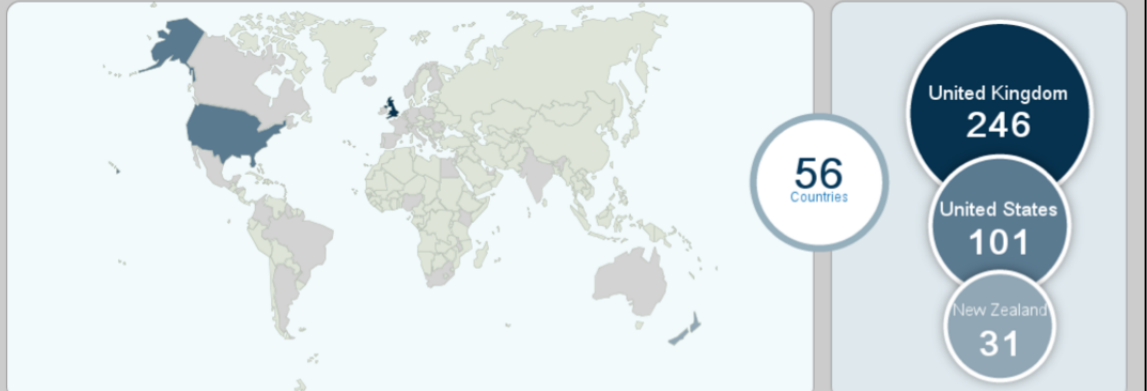 56
Countries
United Kingdom
246
United States
101
New Zealand
31